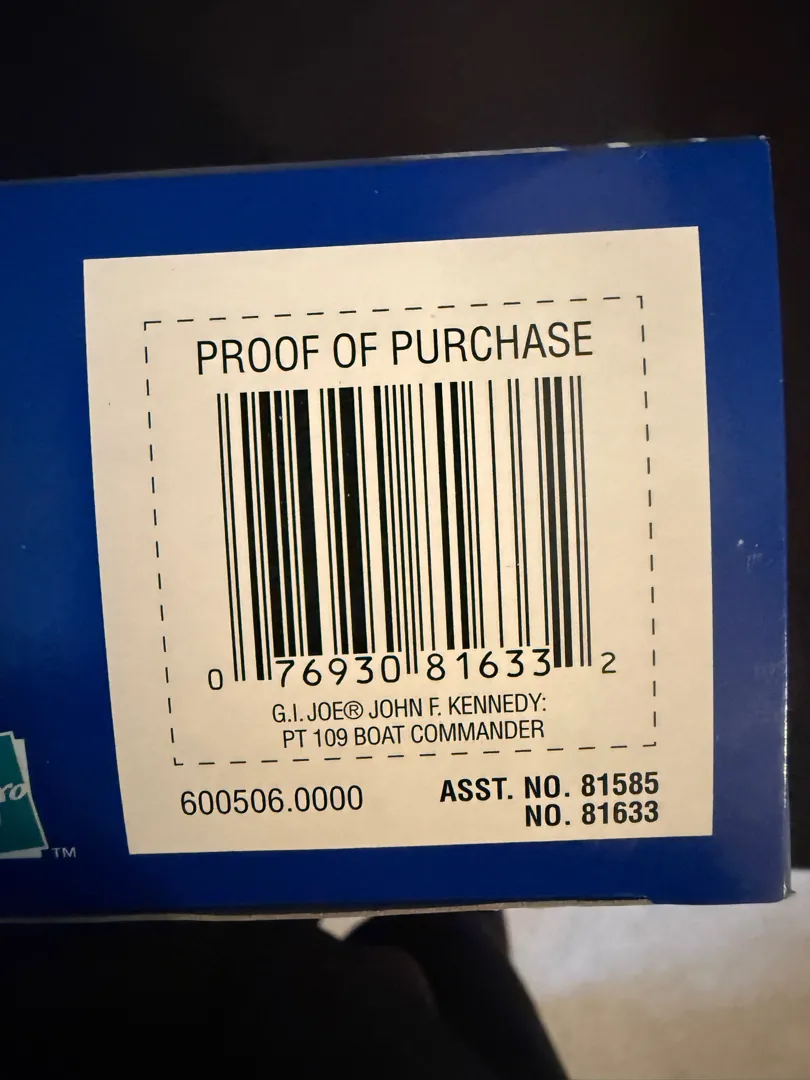 PROOF OF PURCHASE
0 76930 81633 2
G.I. JOE® JOHN F. KENNEDY:
PT 109 BOAT COMMANDER
600506.0000
ASST. NO. 81585
NO. 81633
TM